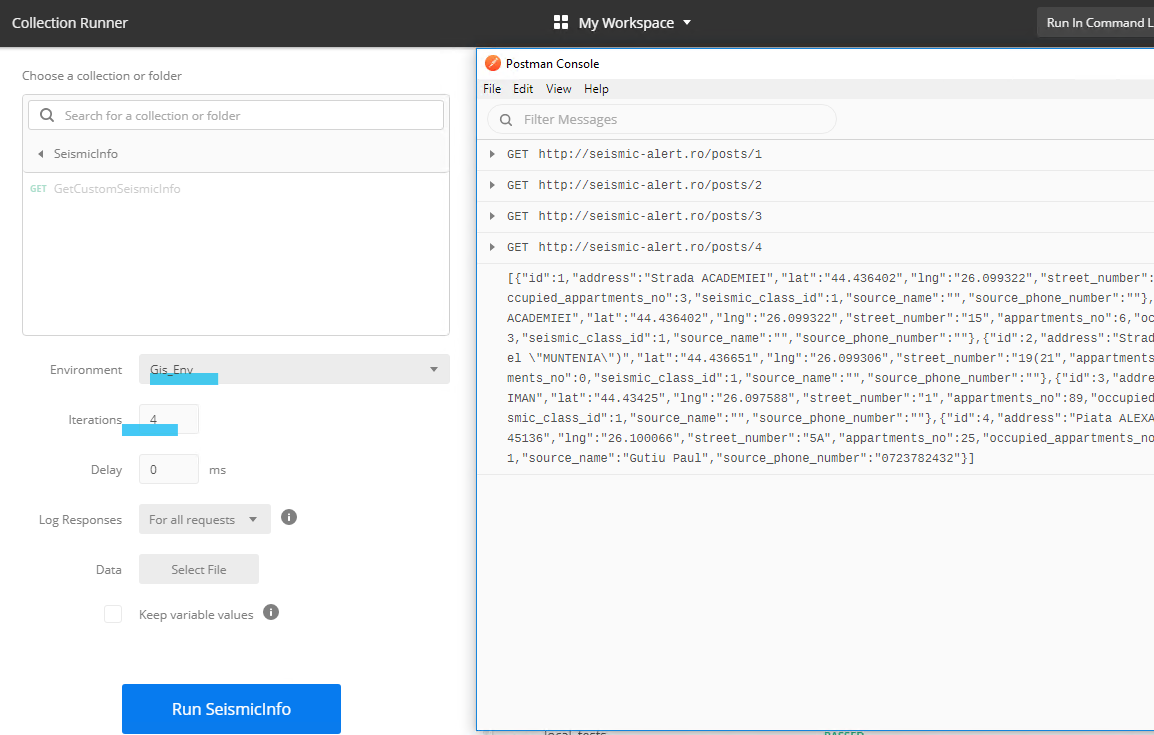 Collection Runner
My Workspace
Run In Command L
Choose a collection or folder
Search for a collection or folder
SeismicInfo
GET GetCustomSeismicInfo
Environment Gis_Env
Iterations 4
Delay 0 ms
Log Responses For all requests
Data Select File
Keep variable values
Run SeismicInfo
Postman Console
File Edit View Help
Filter Messages
GET http://seismic-alert.ro/posts/1
GET http://seismic-alert.ro/posts/2
GET http://seismic-alert.ro/posts/3
GET http://seismic-alert.ro/posts/4
[{"id":1,"address":"Strada ACADEMIEI","lat":"44.436402","lng":"26.099322","street_number":
ccupied_appartments_no":3,"seismic_class_id":1,"source_name":"","source_phone_number":""},
ACADEMIEI","lat":"44.436402","lng":"26.099322","street_number":"15","appartments_no":6,"oc
3,"seismic_class_id":1,"source_name":"","source_phone_number":""},{"id":2,"address":"Strad
el \"MUNTENIA\")","lat":"44.436651","lng":"26.099306","street_number":"19(21","appartments
ments_no":0,"seismic_class_id":1,"source_name":"","source_phone_number":""},{"id":3,"addre
IMAN","lat":"44.43425","lng":"26.097588","street_number":"1","appartments_no":89,"occupied
smic_class_id":1,"source_name":"","source_phone_number":""},{"id":4,"address":"Piata ALEXA
45136","lng":"26.100066","street_number":"5A","appartments_no":25,"occupied_appartments_no
1,"source_name":"Gutiu Paul","source_phone_number":"0723782432"}]
local_tests PASSED